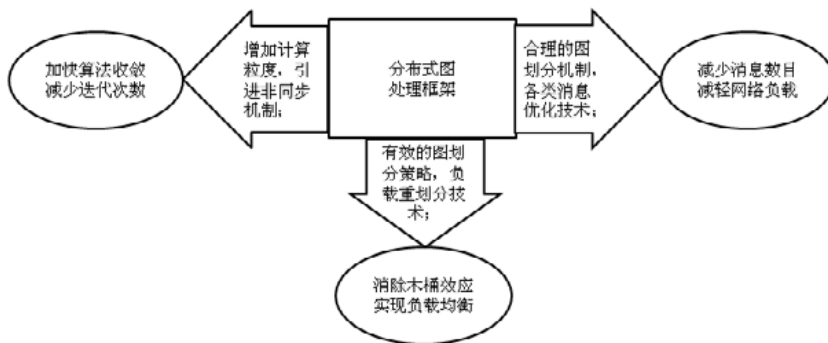 加快算法收敛
减少迭代次数
增加计算
粒度，引
进非同步
机制；
分布式图
处理框架
合理的图
划分机制，
各类消息
优化技术；
减少消息数目
减轻网络负载
有效的图划
分策略，负
载重划分技
术；
消除木桶效应
实现负载均衡